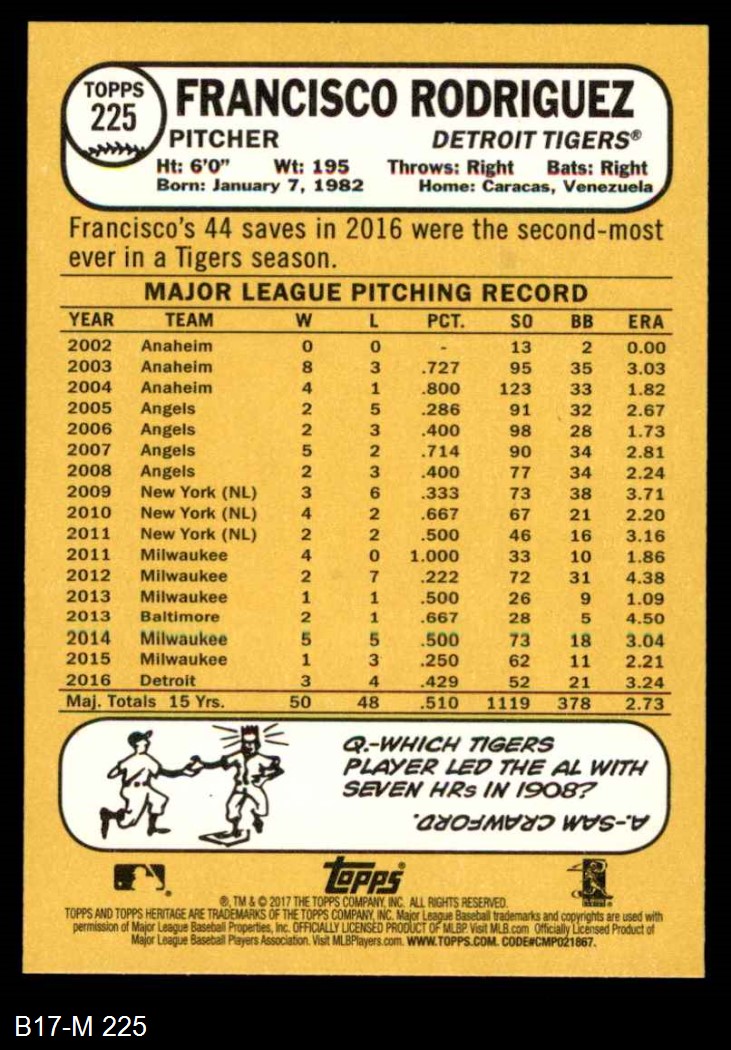 TOPPS
225
FRANCISCO RODRIGUEZ
PITCHER DETROIT TIGERS®
Ht: 6'0" Wt: 195 Throws: Right Bats: Right
Born: January 7, 1982 Home: Caracas, Venezuela
Francisco's 44 saves in 2016 were the second-most
ever in a Tigers season.
MAJOR LEAGUE PITCHING RECORD
YEAR TEAM W L PCT. SO BB ERA
2002 Anaheim 0 0 - 13 2 0.00
2003 Anaheim 8 3 .727 95 35 3.03
2004 Anaheim 4 1 .800 123 33 1.82
2005 Angels 2 5 .286 91 32 2.67
2006 Angels 2 3 .400 98 28 1.73
2007 Angels 5 2 .714 90 34 2.81
2008 Angels 2 3 .400 77 34 2.24
2009 New York (NL) 3 6 .333 73 38 3.71
2010 New York (NL) 4 2 .667 67 21 2.20
2011 New York (NL) 2 2 .500 46 16 3.16
2011 Milwaukee 4 0 1.000 33 10 1.86
2012 Milwaukee 2 7 .222 72 31 4.38
2013 Milwaukee 1 1 .500 26 9 1.09
2013 Baltimore 2 1 .667 28 5 4.50
2014 Milwaukee 5 5 .500 73 18 3.04
2015 Milwaukee 1 3 .250 62 11 2.21
2016 Detroit 3 4 .429 52 21 3.24
Maj. Totals 15 Yrs. 50 48 .510 1119 378 2.73
Q.-WHICH TIGERS
PLAYER LED THE AL WITH
SEVEN HRs IN 1908?
A.-SAM CRAWFORD.
topps®
®, TM & © 2017 THE TOPPS COMPANY, INC. ALL RIGHTS RESERVED.
TOPPS AND TOPPS HERITAGE ARE TRADEMARKS OF THE TOPPS COMPANY, INC. Major League Baseball trademarks and copyrights are used with
permission of Major League Baseball Properties, Inc. OFFICIALLY LICENSED PRODUCT OF MLBP. Visit MLB.com Officially Licensed Product of
Major League Baseball Players Association. Visit MLBPlayers.com. WWW.TOPPS.COM. CODE#CMP021867.
B17-M 225